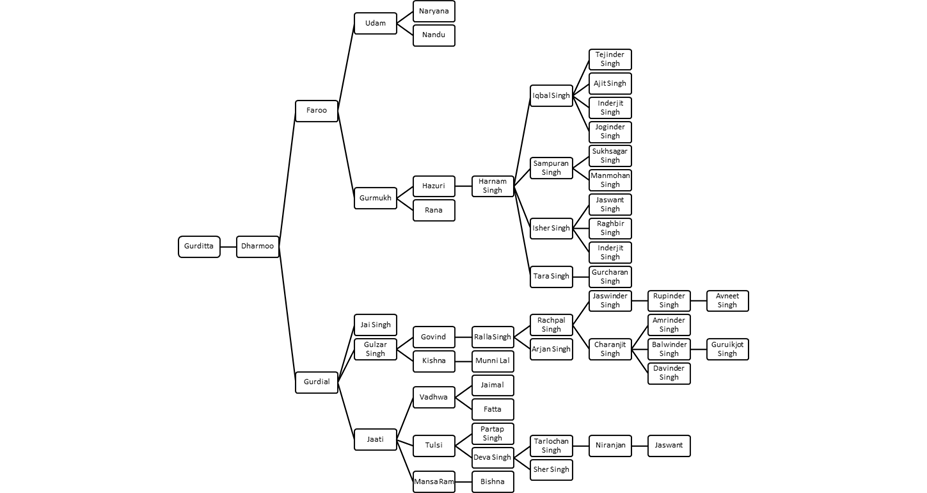 Naryana
Udam
Nandu
Tejinder
Singh
Iqbal Singh
Ajit Singh
Faroo
Inderjit
Singh
Joginder
Singh
Sampuran
Singh
Sukhsagar
Singh
Manmohan
Singh
Gurmukh
Hazuri
Harnam
Singh
Rana
Jaswant
Singh
Isher Singh
Raghbir
Singh
Inderjit
Singh
Gurditta
Dharmoo
Tara Singh
Gurcharan
Singh
Jai Singh
Gulzar
Singh
Govind
Ralla Singh
Rachpal
Singh
Jaswinder
Singh
Rupinder
Singh
Avneet
Singh
Arjan Singh
Charanjit
Singh
Amrinder
Singh
Balwinder
Singh
Guruikjot
Singh
Davinder
Singh
Kishna
Munni Lal
Gurdial
Vadhwa
Jaimal
Fatta
Jaati
Tulsi
Partap
Singh
Deva Singh
Tarlochan
Singh
Niranjan
Jaswant
Sher Singh
Mansa Ram
Bishna